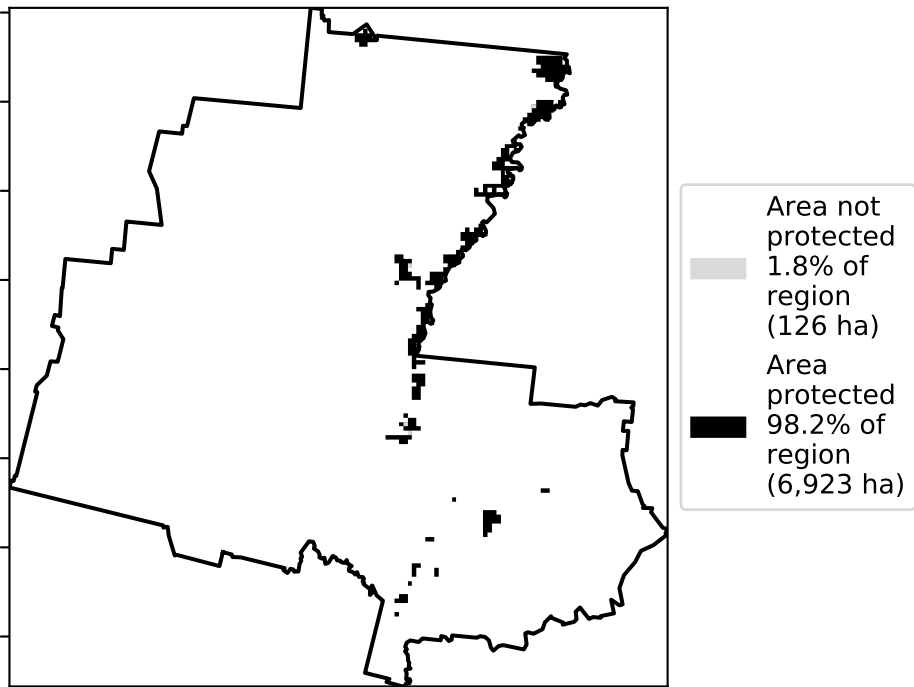 Area not
protected
1.8% of
region
(126 ha)
Area
protected
98.2% of
region
(6,923 ha)